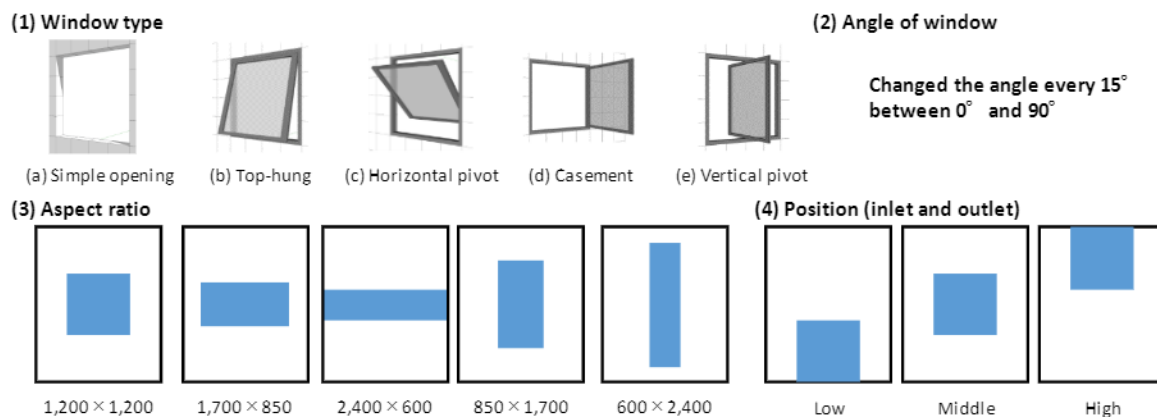 (1) Window type
(2) Angle of window
Changed the angle every 15°
between 0° and 90°
(a) Simple opening
(b) Top-hung
(c) Horizontal pivot
(d) Casement
(e) Vertical pivot
(3) Aspect ratio
(4) Position (inlet and outlet)
1,200 × 1,200
1,700 × 850
2,400 × 600
850 × 1,700
600 × 2,400
Low
Middle
High